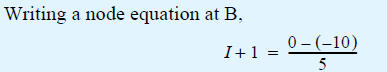 Writing a node equation at B,
I + 1 = 0 – (–10) / 5